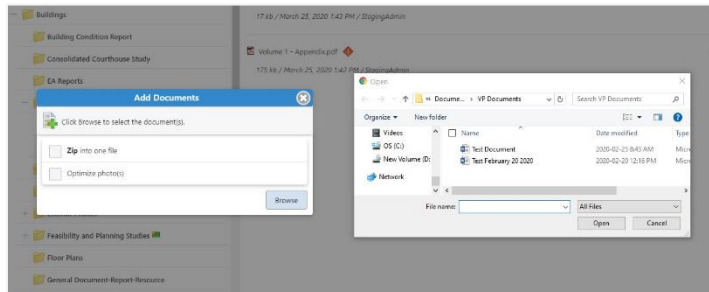 Buildings
Building Condition Report
Consolidated Courthouse Study
EA Reports
Feasibility and Planning Studies
Floor Plans
General Document-Report-Resource
17 kb / March 25, 2020 1:43 PM / StagingAdmin
Volume 1 - Appendix.pdf
175 kb / March 25, 2020 1:42 PM / StagingAdmin
Add Documents
Click Browse to select the document(s).
Zip into one file
Optimize photo(s)
Browse
Open
« Docume... › VP Documents
Search VP Documents
Organize
New folder
Videos
OS (C:)
New Volume (D:
Network
Name
Date modified
Type
Test Document
2020-02-25 8:43 AM
Micr
Test February 20 2020
2020-02-20 12:16 PM
Micr
File name:
All Files
Open
Cancel